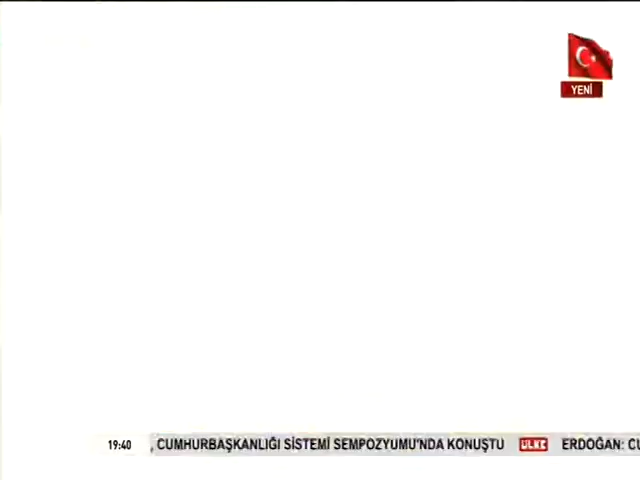 YENİ
19:40
, CUMHURBAŞKANLIĞI SİSTEMİ SEMPOZYUMU'NDA KONUŞTU ÜLKE ERDOĞAN: CU